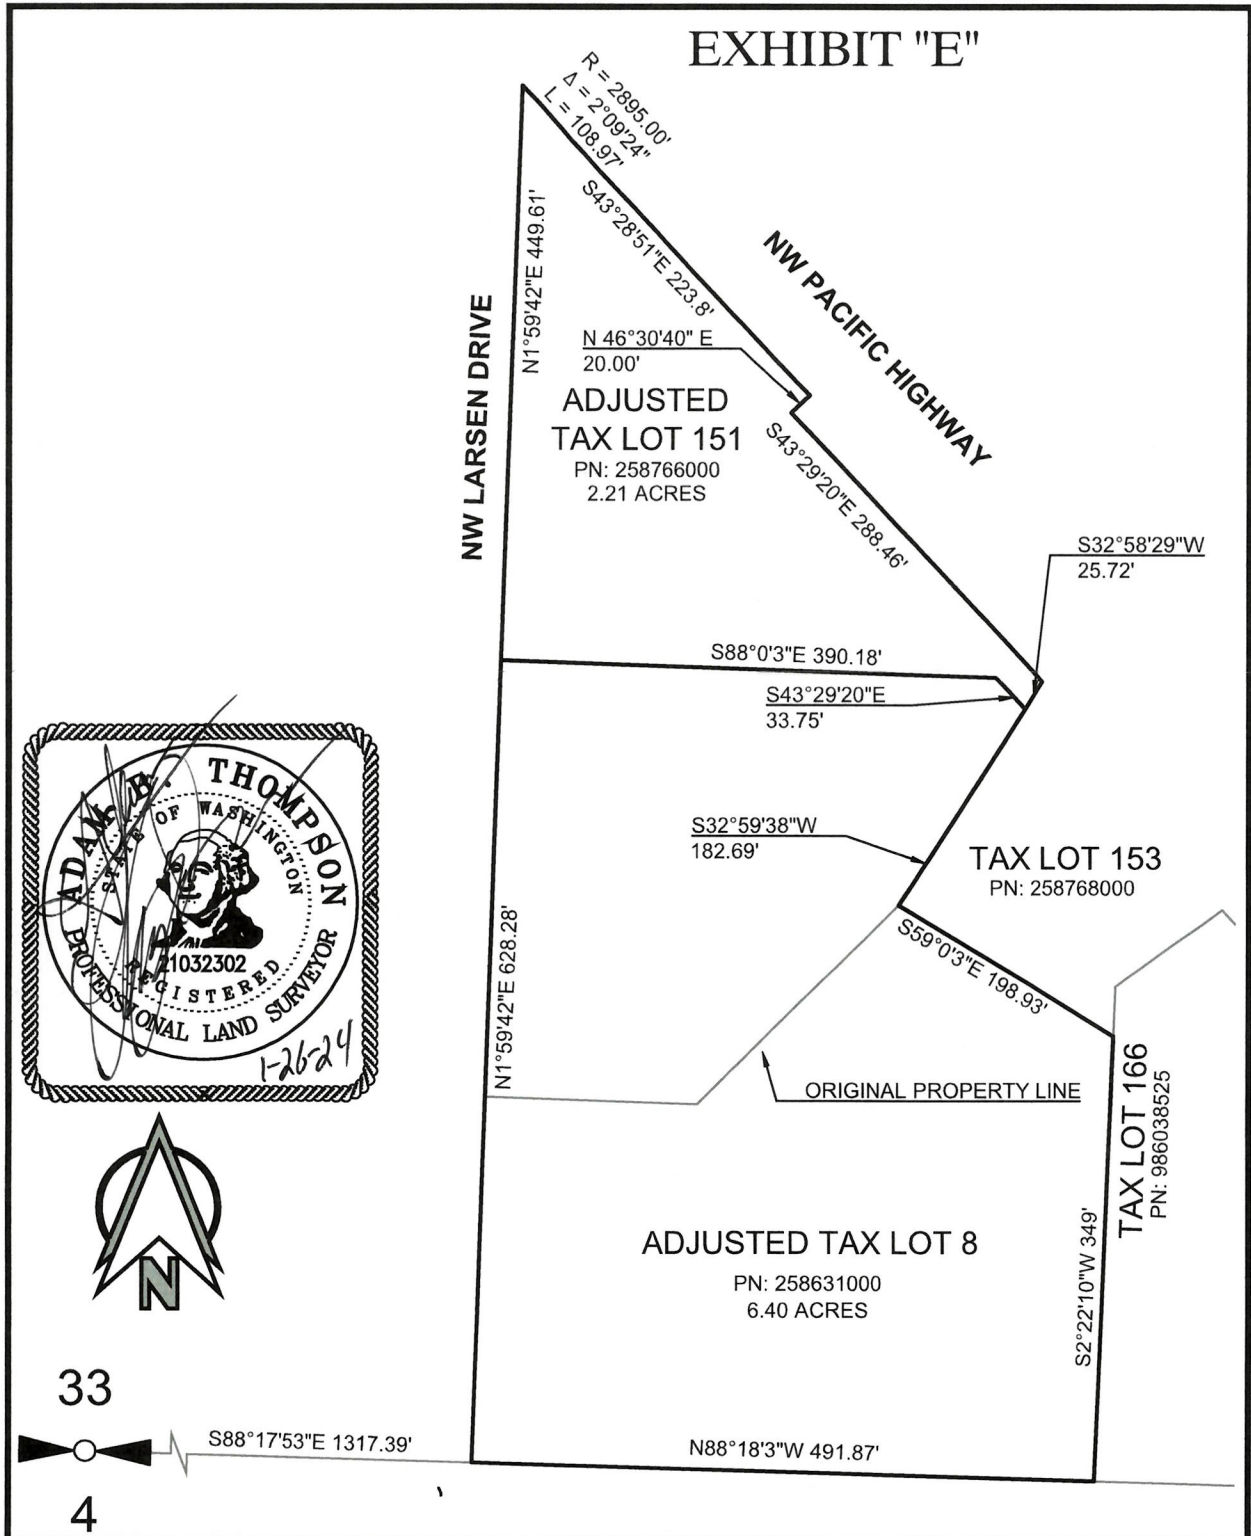 EXHIBIT "E"
R = 2895.00'
Δ = 2°09'24"
L = 108.97'
S43°28'51"E 223.8'
N1°59'42"E 449.61'
NW PACIFIC HIGHWAY
NW LARSEN DRIVE
N 46°30'40" E
20.00'
ADJUSTED
TAX LOT 151
PN: 258766000
2.21 ACRES
S43°29'20"E 288.46'
S32°58'29"W
25.72'
S88°0'3"E 390.18'
S43°29'20"E
33.75'
S32°59'38"W
182.69'
TAX LOT 153
PN: 258768000
S59°0'3"E 198.93'
N1°59'42"E 628.28'
ORIGINAL PROPERTY LINE
TAX LOT 166
PN: 986038525
ADAM R. THOMPSON
STATE OF WASHINGTON
21032302
REGISTERED
PROFESSIONAL LAND SURVEYOR
1-26-24
N
ADJUSTED TAX LOT 8
PN: 258631000
6.40 ACRES
S2°22'10"W 349'
33
S88°17'53"E 1317.39'
N88°18'3"W 491.87'
4